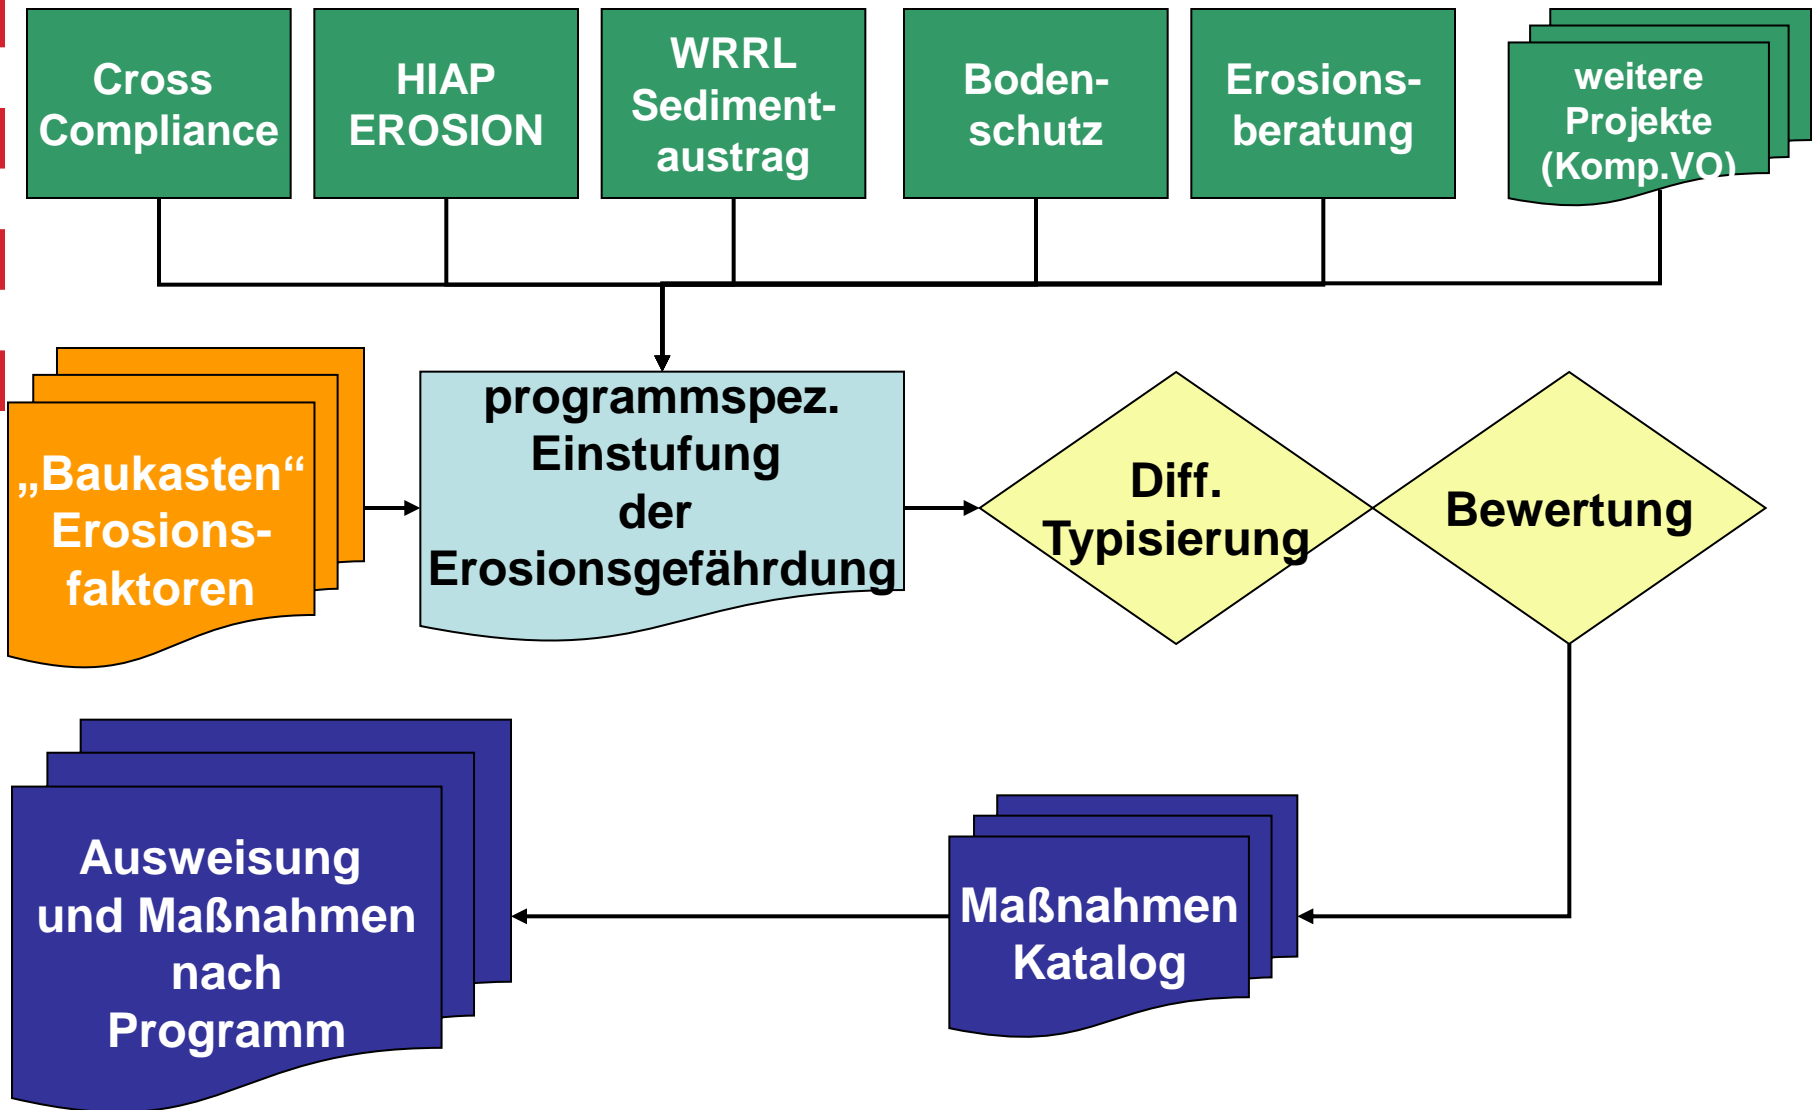 Cross
Compliance
HIAP
EROSION
WRRL
Sediment-
austrag
Boden-
schutz
Erosions-
beratung
weitere
Projekte
(Komp.VO)
„Baukasten“
Erosions-
faktoren
programmspez.
Einstufung
der
Erosionsgefährdung
Diff.
Typisierung
Bewertung
Ausweisung
und Maßnahmen
nach
Programm
Maßnahmen
Katalog